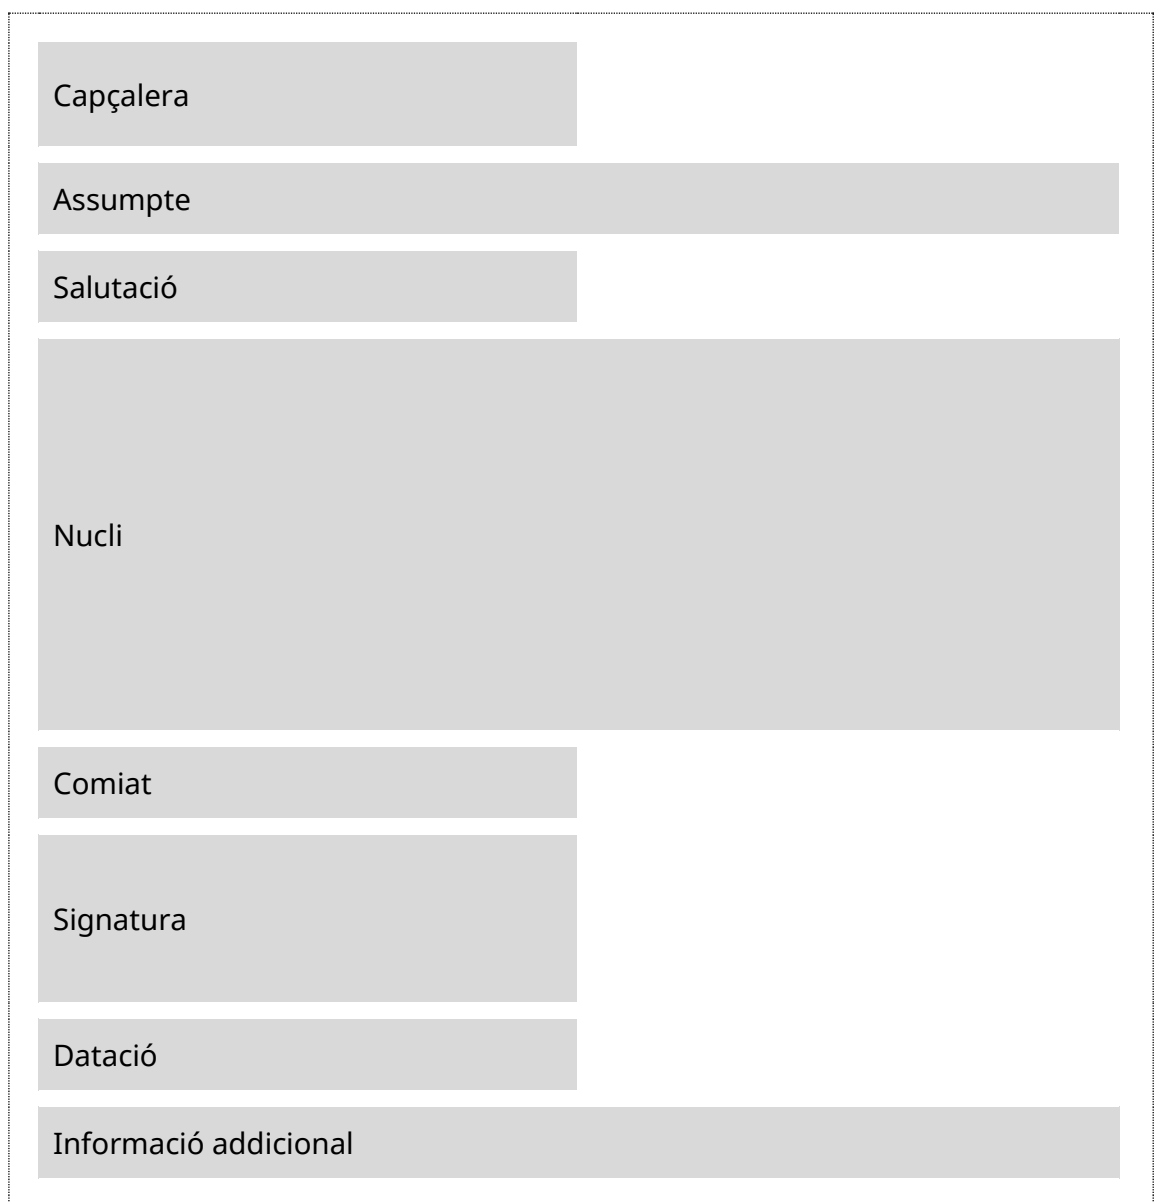 Capçalera
Assumpte
Salutació
Nucli
Comiat
Signatura
Datació
Informació addicional